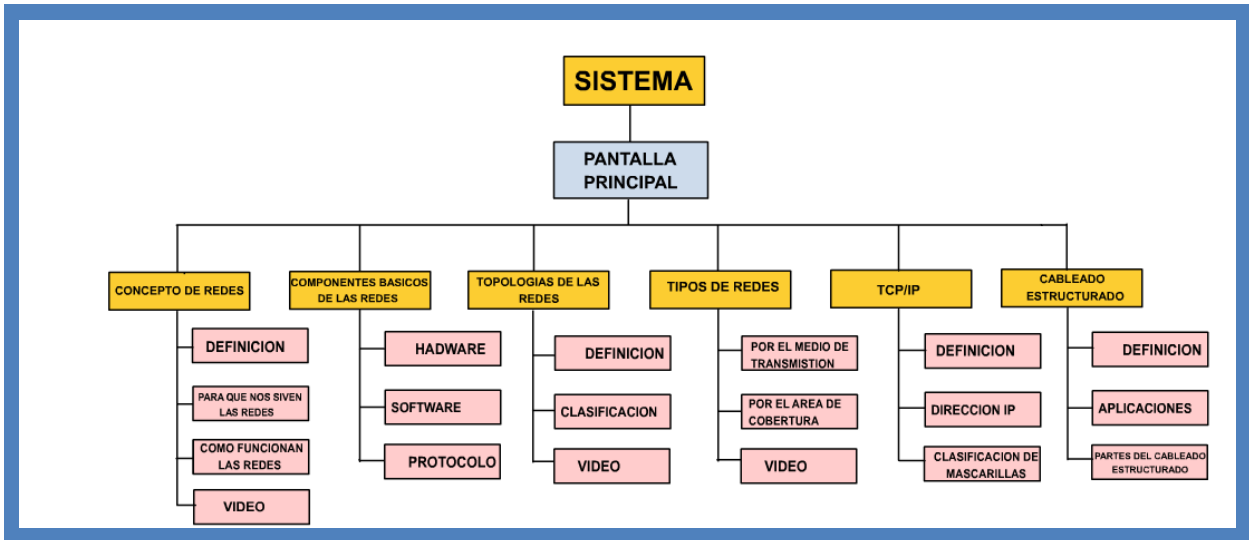 SISTEMA
PANTALLA
PRINCIPAL
CONCEPTO DE REDES
DEFINICION
PARA QUE NOS SIVEN
LAS REDES
COMO FUNCIONAN
LAS REDES
VIDEO
COMPONENTES BASICOS
DE LAS REDES
HADWARE
SOFTWARE
PROTOCOLO
TOPOLOGIAS DE LAS
REDES
DEFINICION
CLASIFICACION
VIDEO
TIPOS DE REDES
POR EL MEDIO DE
TRANSMISTION
POR EL AREA DE
COBERTURA
VIDEO
TCP/IP
DEFINICION
DIRECCION IP
CLASIFICACION DE
MASCARILLAS
CABLEADO
ESTRUCTURADO
DEFINICION
APLICACIONES
PARTES DEL CABLEADO
ESTRUCTURADO